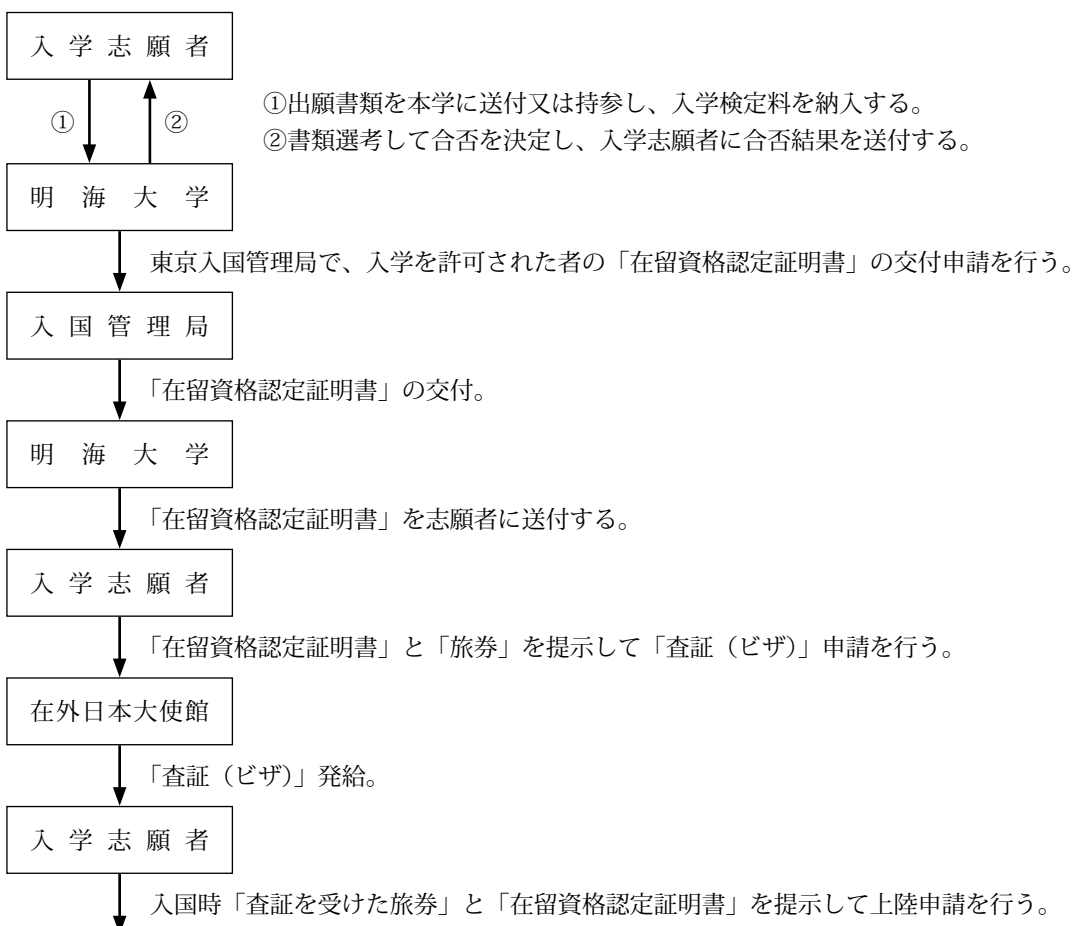 入学志願者
① ②
①出願書類を本学に送付又は持参し、入学検定料を納入する。
②書類選考して合否を決定し、入学志願者に合否結果を送付する。
明海大学
東京入国管理局で、入学を許可された者の「在留資格認定証明書」の交付申請を行う。
入国管理局
「在留資格認定証明書」の交付。
明海大学
「在留資格認定証明書」を志願者に送付する。
入学志願者
「在留資格認定証明書」と「旅券」を提示して「査証（ビザ）」申請を行う。
在外日本大使館
「査証（ビザ）」発給。
入学志願者
入国時「査証を受けた旅券」と「在留資格認定証明書」を提示して上陸申請を行う。